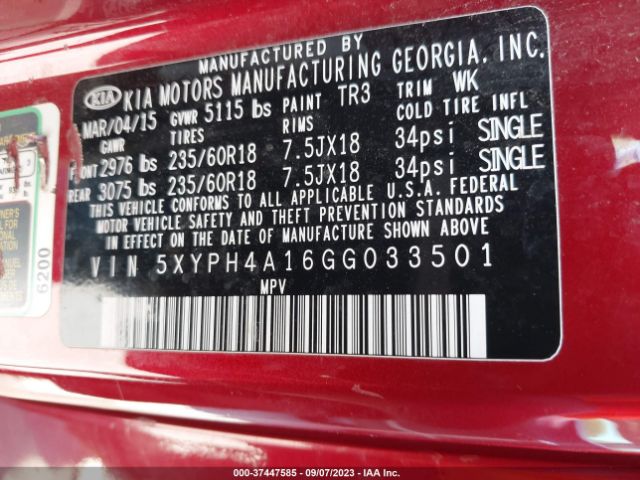 MANUFACTURED BY
KIA KIA MOTORS MANUFACTURING GEORGIA, INC.
MAR/04/15 GVWR 5115 lbs PAINT TR3 TRIM WK
GAWR TIRES RIMS COLD TIRE INFL
FRONT 2976 lbs 235/60R18 7.5JX18 34psi SINGLE
REAR 3075 lbs 235/60R18 7.5JX18 34psi SINGLE
THIS VEHICLE CONFORMS TO ALL APPLICABLE U.S.A. FEDERAL
MOTOR VEHICLE SAFETY AND THEFT PREVENTION STANDARDS
IN EFFECT ON THE DATE OF MANUFACTURE SHOWN ABOVE
VIN 5XYPH4A16GG033501
MPV
6200
000-37447585 - 09/07/2023 - IAA Inc.